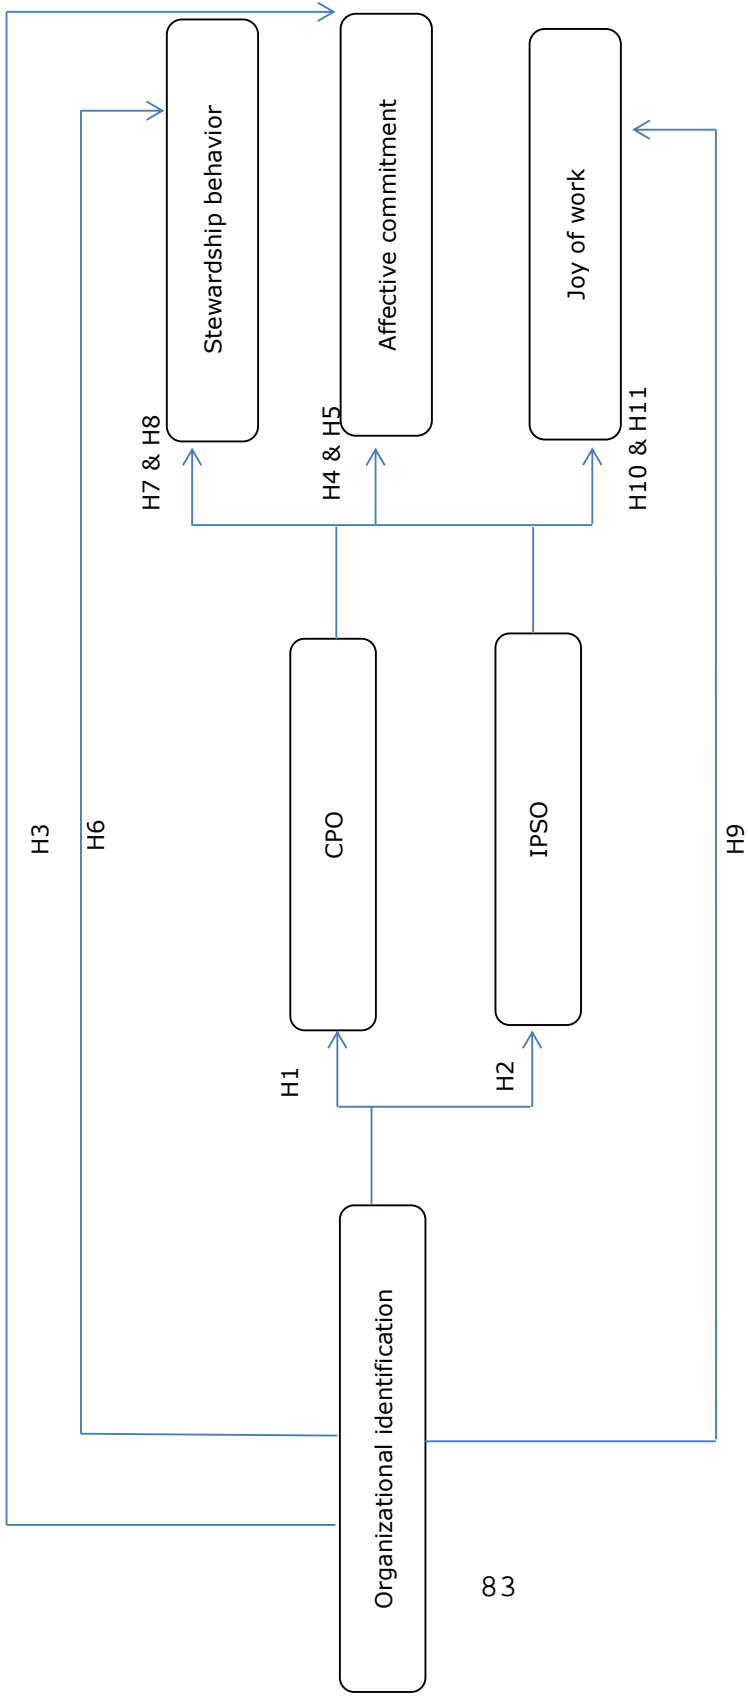 H3
H6
Stewardship behavior
H7 & H8
Affective commitment
H4 & H5
Joy of work
H10 & H11
CPO
IPSO
H1
H2
H9
Organizational identification
83